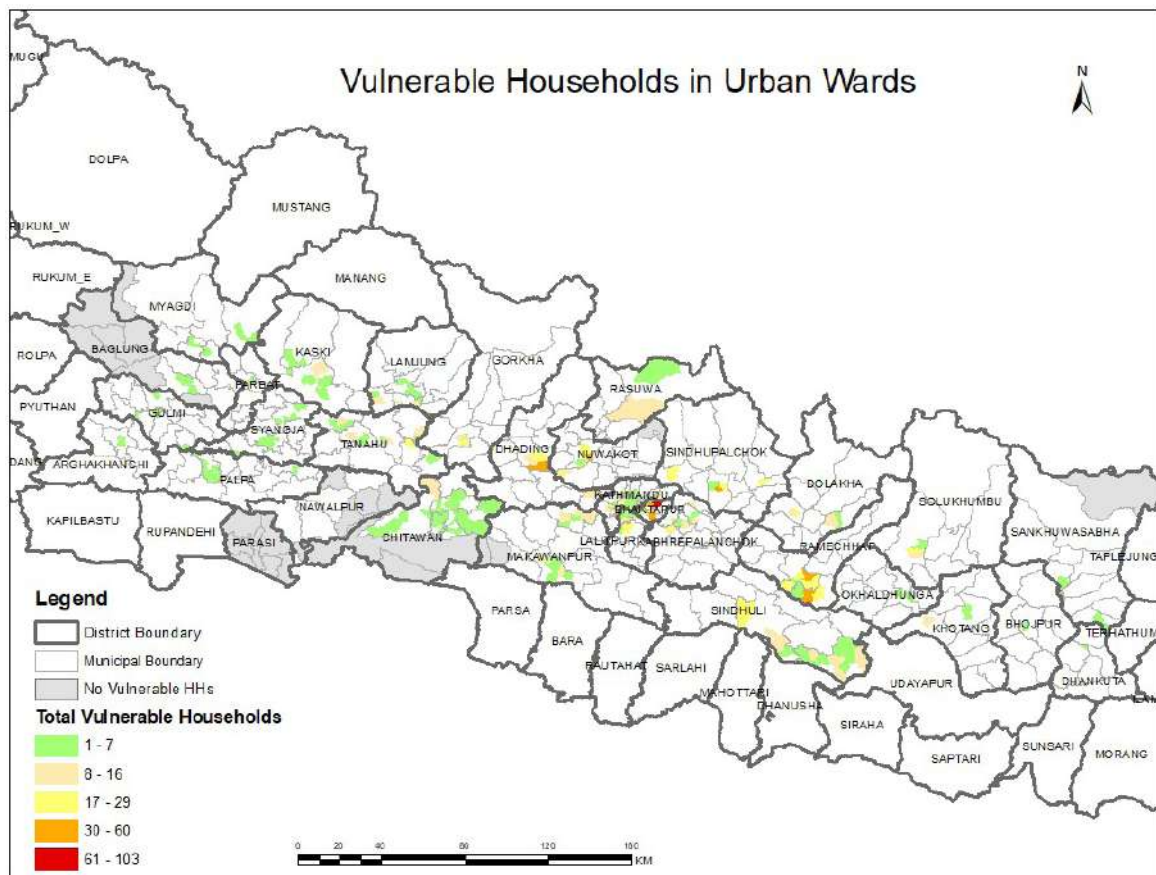 Vulnerable Households in Urban Wards
N
MUGU
DOLPA
MUSTANG
RUKUM_W
RUKUM_E
MANANG
MYAGDI
ROLPA
BAGLUNG
KASKI
LAMJUNG
GORKHA
PARBAT
RASUWA
PYUTHAN
GULMI
SYANGJA
TANAHU
DHADING
NUWAKOT
SINDHUPALCHOK
DANG
ARGHAKHANCHI
PALPA
DOLAKHA
SOLUKHUMBU
KATHMANDU
BHAKTAPUR
NAWALPUR
KAPILBASTU
RUPANDEHI
PARASI
CHITAWAN
LALITPUR
KABHREPALANCHOK
MAKAWANPUR
RAMECHHAP
SANKHUWASABHA
TAPLEJUNG
OKHALDHUNGA
SINDHULI
KHOTANG
BHOJPUR
TERHATHUM
PARSA
BARA
RAUTAHAT
SARLAHI
MAHOTTARI
DHANUSHA
SIRAHA
UDAYAPUR
DHANKUTA
SAPTARI
SUNSARI
MORANG
Legend
District Boundary
Municipal Boundary
No Vulnerable HHs
Total Vulnerable Households
1 - 7
8 - 16
17 - 29
30 - 60
61 - 103
0 20 40 80 120 160
KM